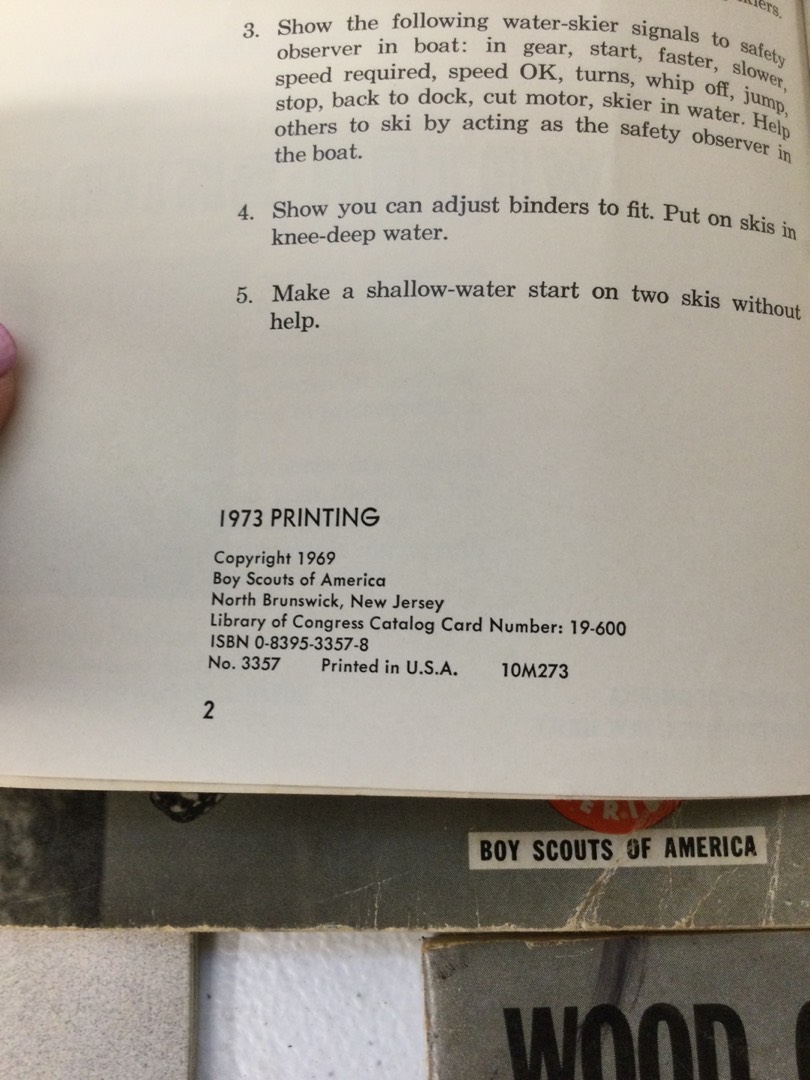 3. Show the following water-skier signals to safety
observer in boat: in gear, start, faster, slower,
speed required, speed OK, turns, whip off, jump,
stop, back to dock, cut motor, skier in water. Help
others to ski by acting as the safety observer in
the boat.
4. Show you can adjust binders to fit. Put on skis in
knee-deep water.
5. Make a shallow-water start on two skis without
help.
1973 PRINTING
Copyright 1969
Boy Scouts of America
North Brunswick, New Jersey
Library of Congress Catalog Card Number: 19-600
ISBN 0-8395-3357-8
No. 3357 Printed in U.S.A. 10M273
2
BOY SCOUTS OF AMERICA
WOOD